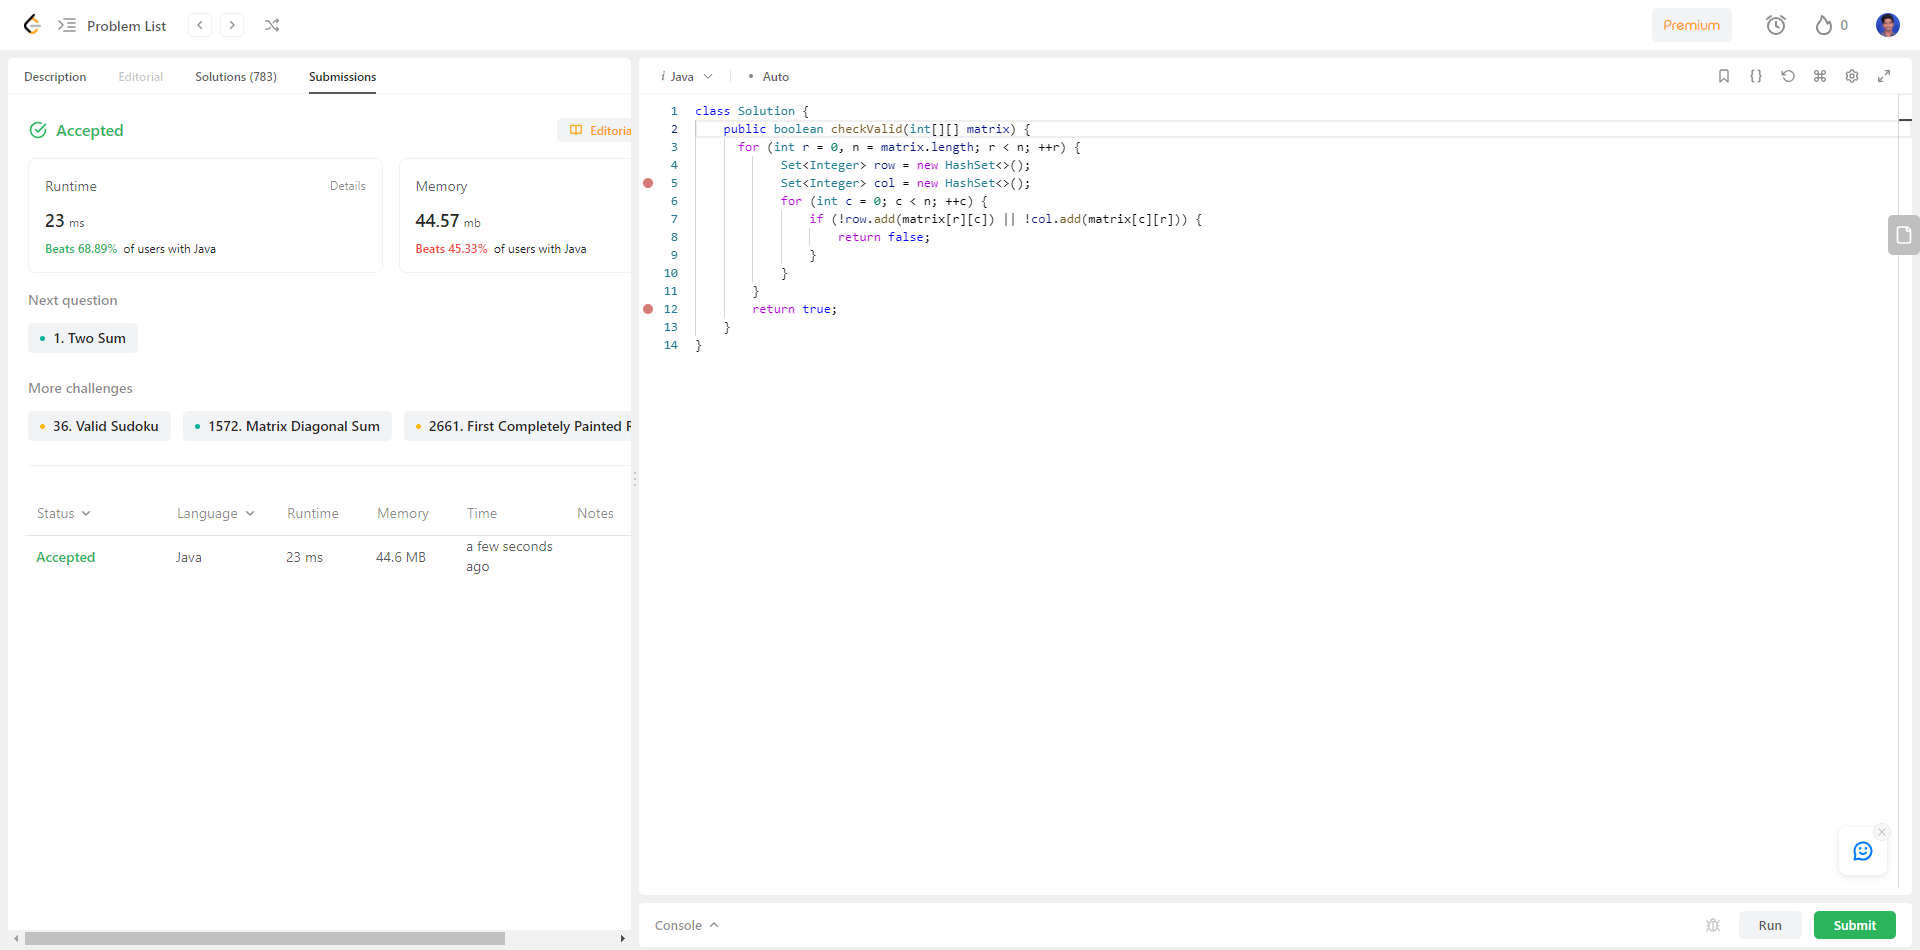 Problem List
Premium
0
Description Editorial Solutions (783) Submissions
Accepted
Editoria
Runtime Details
23 ms
Beats 68.89% of users with Java
Memory
44.57 mb
Beats 45.33% of users with Java
Next question
1. Two Sum
More challenges
36. Valid Sudoku
1572. Matrix Diagonal Sum
2661. First Completely Painted R
Status Language Runtime Memory Time Notes
Accepted Java 23 ms 44.6 MB a few seconds
ago
i Java • Auto
1 class Solution {
2 public boolean checkValid(int[][] matrix) {
3 for (int r = 0, n = matrix.length; r < n; ++r) {
4 Set<Integer> row = new HashSet<>();
5 Set<Integer> col = new HashSet<>();
6 for (int c = 0; c < n; ++c) {
7 if (!row.add(matrix[r][c]) || !col.add(matrix[c][r])) {
8 return false;
9 }
10 }
11 }
12 return true;
13 }
14 }
Console
Run
Submit